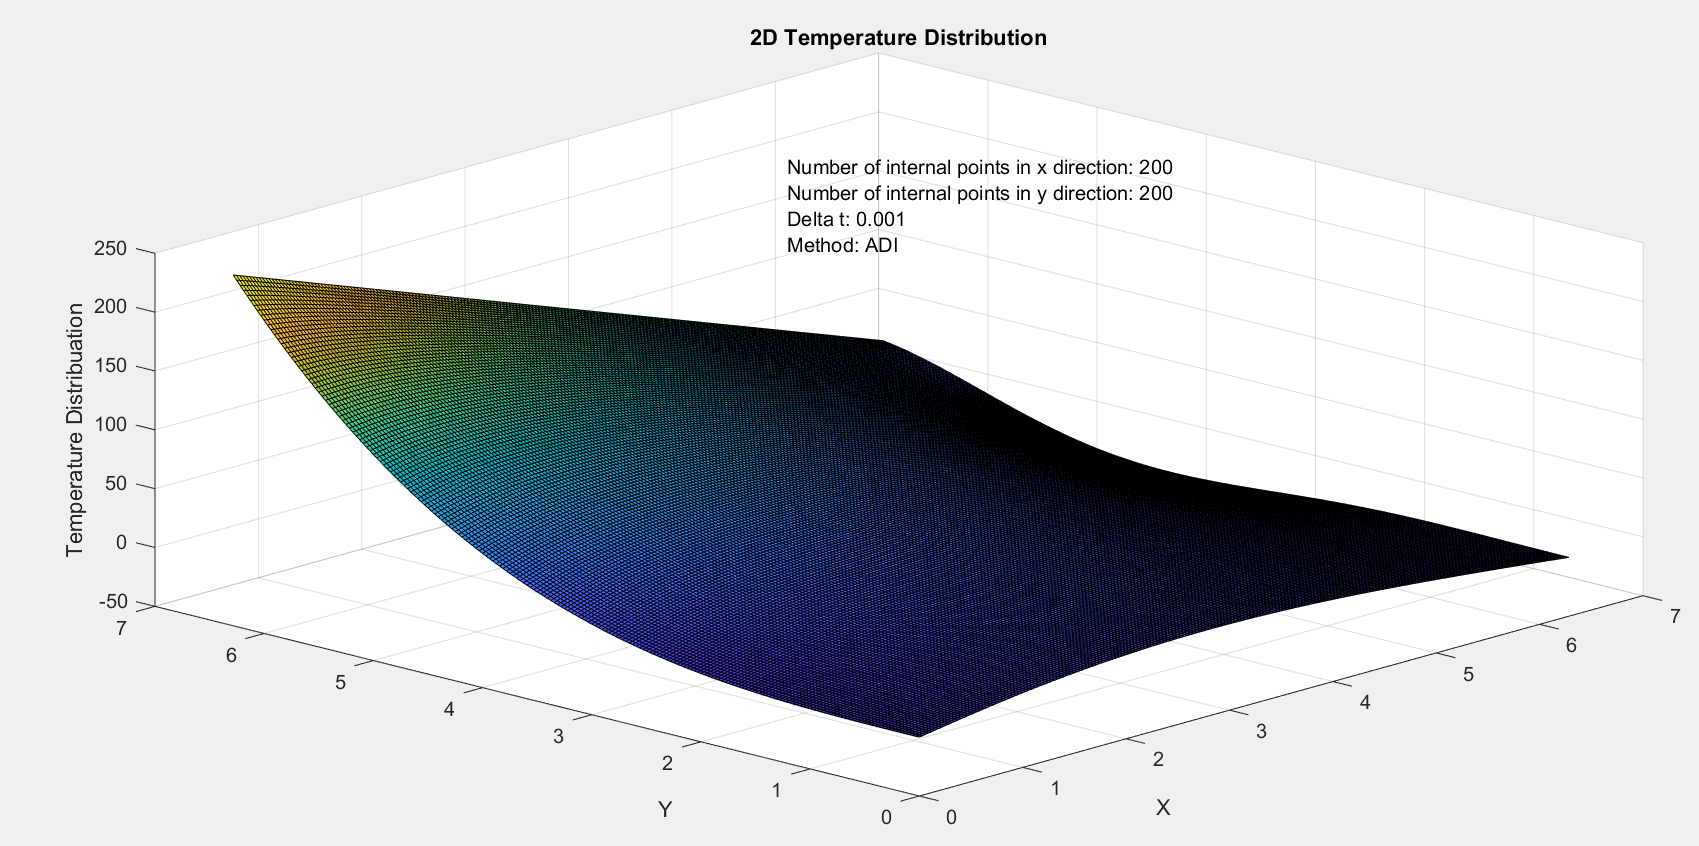 2D Temperature Distribution
Number of internal points in x direction: 200
Number of internal points in y direction: 200
Delta t: 0.001
Method: ADI
Temperature Distribuation
250
200
150
100
50
0
-50
7
6
5
4
3
2
1
0
Y
0
1
2
3
4
5
6
7
X